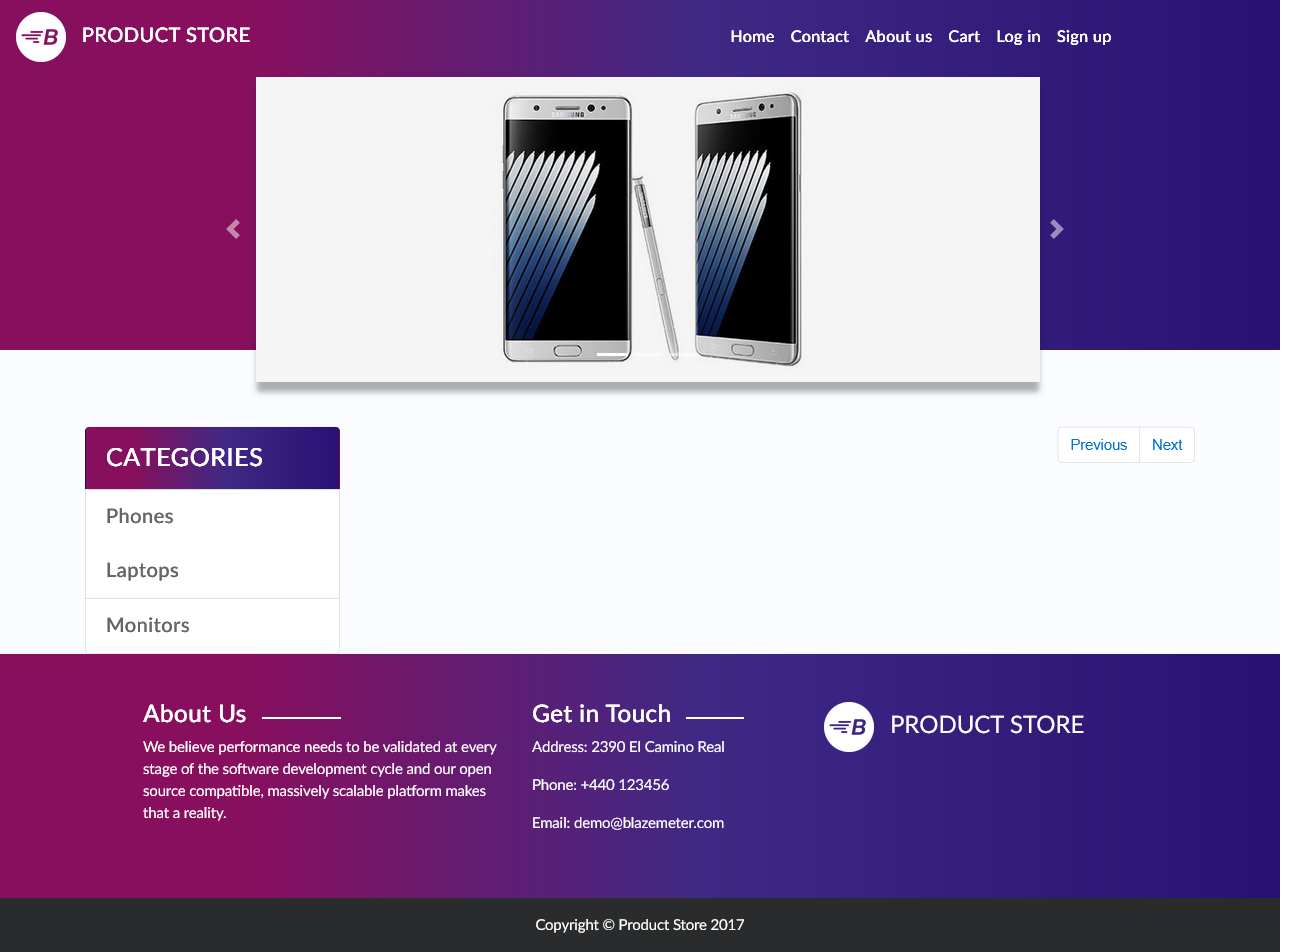 B PRODUCT STORE
Home Contact About us Cart Log in Sign up
SAMSUNG
CATEGORIES
Phones
Laptops
Monitors
Previous Next
About Us
We believe performance needs to be validated at every
stage of the software development cycle and our open
source compatible, massively scalable platform makes
that a reality.
Get in Touch
Address: 2390 El Camino Real
Phone: +440 123456
Email: demo@blazemeter.com
B PRODUCT STORE
Copyright © Product Store 2017